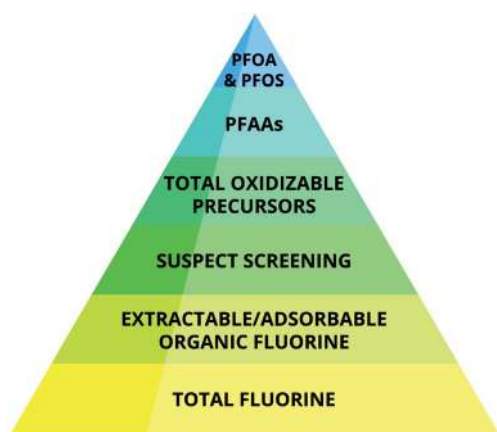 PFOA
& PFOS
PFAAs
TOTAL OXIDIZABLE
PRECURSORS
SUSPECT SCREENING
EXTRACTABLE/ADSORBABLE
ORGANIC FLUORINE
TOTAL FLUORINE